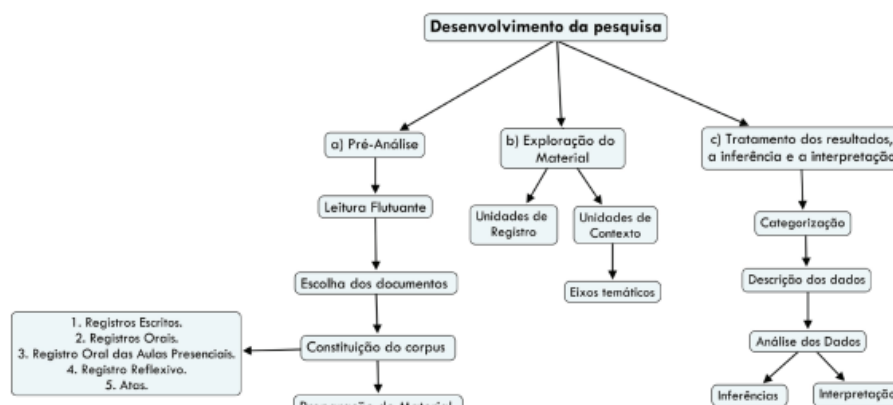 Desenvolvimento da pesquisa
a) Pré-Análise
b) Exploração do
Material
c) Tratamento dos resultados,
a inferência e a interpretação
Leitura Flutuante
Unidades de
Registro
Unidades de
Contexto
Categorização
Escolha dos documentos
Eixos temáticos
Descrição dos dados
1. Registros Escritos.
2. Registros Orais.
3. Registro Oral das Aulas Presenciais.
4. Registro Reflexivo.
5. Atas.
Constituição do corpus
Análise dos Dados
Inferências
Interpretação